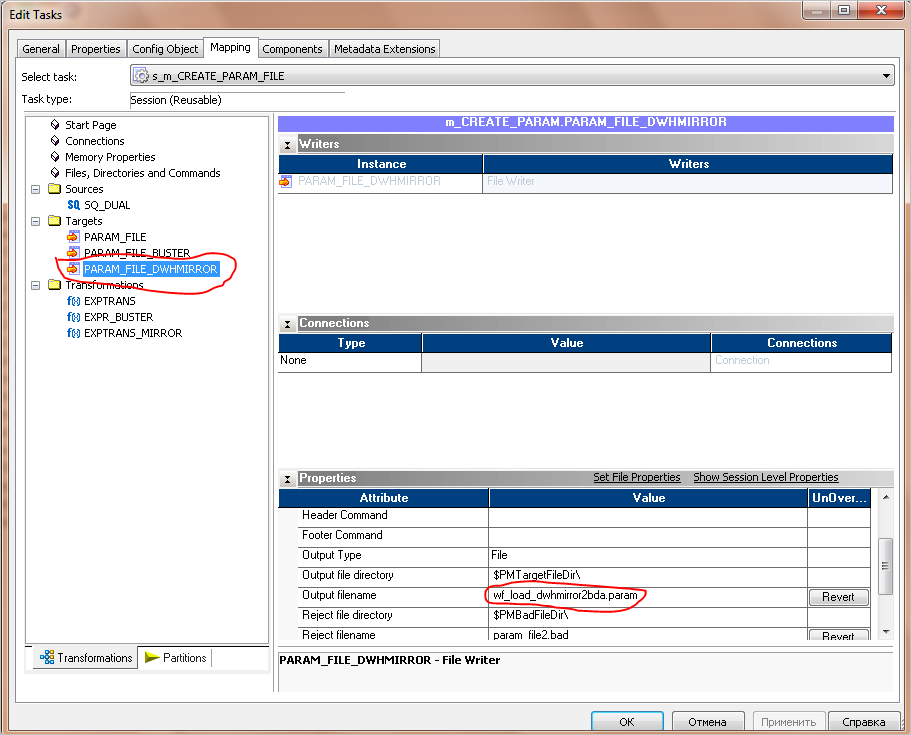 Edit Tasks
General Properties Config Object Mapping Components Metadata Extensions
Select task: s_m_CREATE_PARAM_FILE
Task type: Session (Reusable)
Start Page
Connections
Memory Properties
Files, Directories and Commands
Sources
SQ SQ_DUAL
Targets
PARAM_FILE
PARAM_FILE_BUSTER
PARAM_FILE_DWHMIRROR
Transformations
f(x) EXPTRANS
f(x) EXPR_BUSTER
f(x) EXPTRANS_MIRROR
Transformations Partitions
m_CREATE_PARAM.PARAM_FILE_DWHMIRROR
Writers
Instance Writers
PARAM_FILE_DWHMIRROR File Writer
Connections
Type Value Connections
None Connection
Properties Set File Properties Show Session Level Properties
Attribute Value UnOver...
Header Command
Footer Command
Output Type File
Output file directory $PMTargetFileDir\
Output filename wf_load_dwhmirror2bda.param Revert
Reject file directory $PMBadFileDir\
Reject filename param_file2.bad Revert
PARAM_FILE_DWHMIRROR - File Writer
OK Отмена Применить Справка